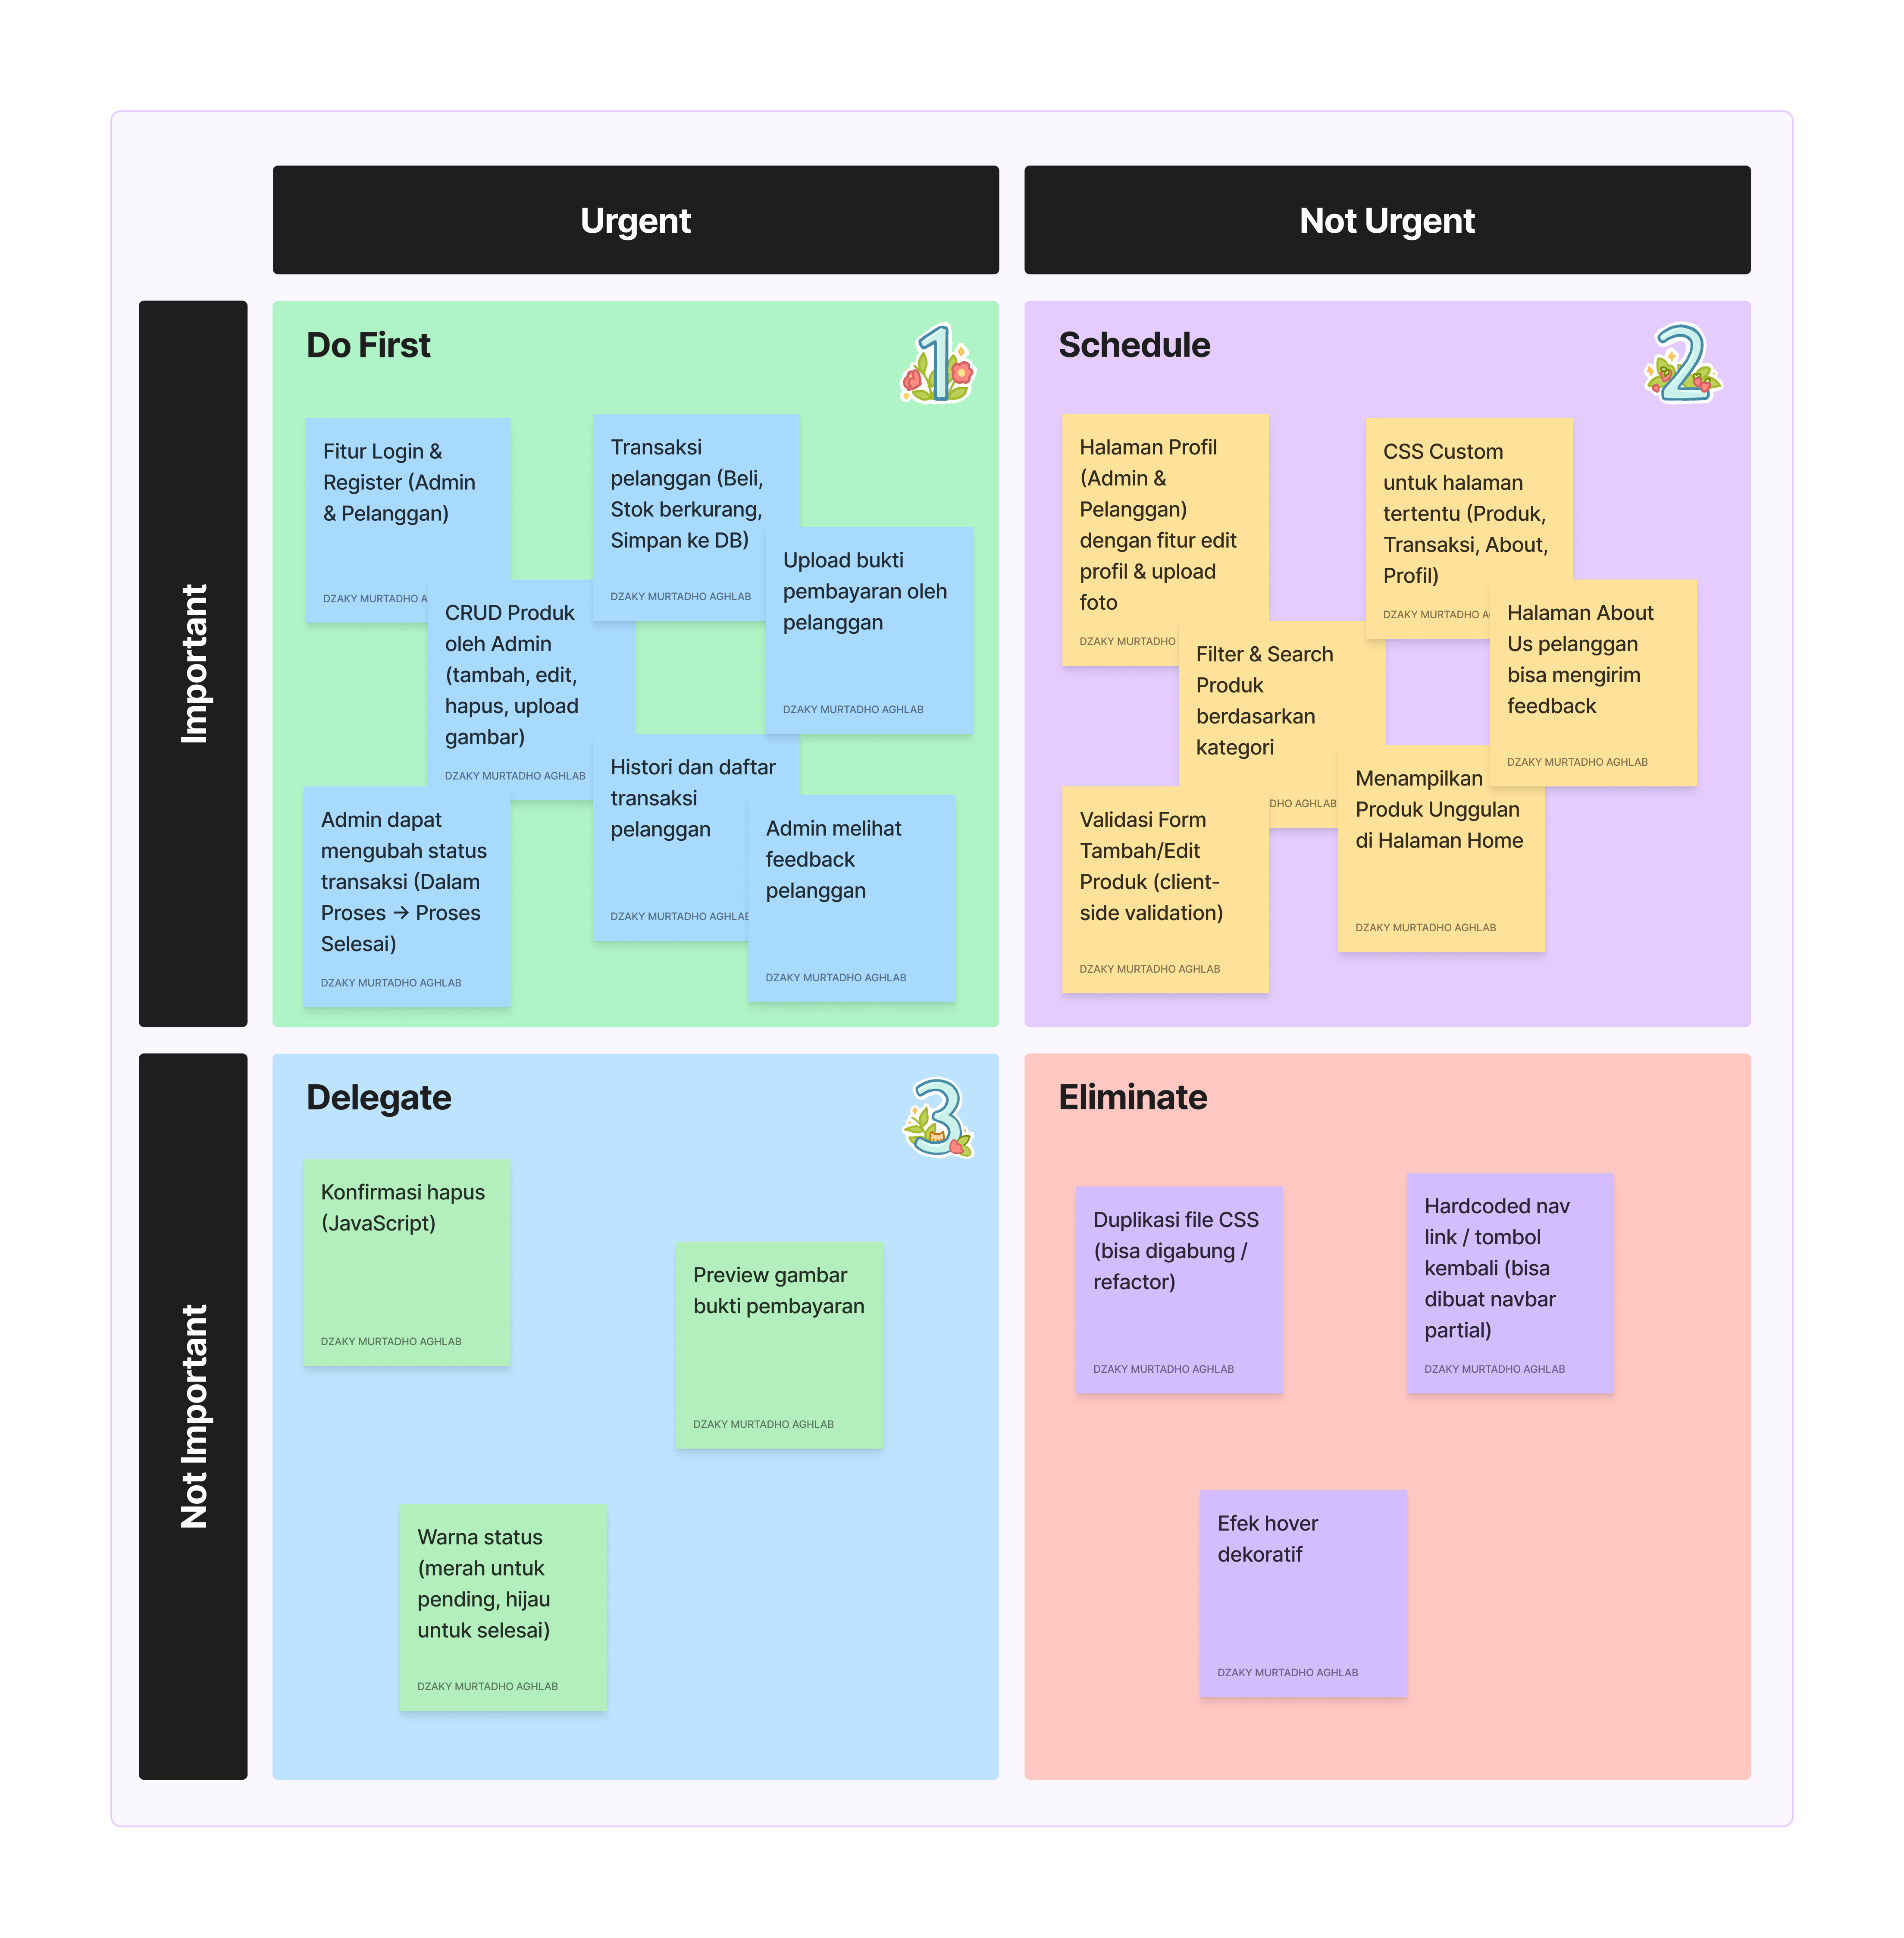 Urgent
Not Urgent
Important
Do First
1
Fitur Login &
Register (Admin
& Pelanggan)
DZAKY MURTADHO A
CRUD Produk
oleh Admin
(tambah, edit,
hapus, upload
gambar)
DZAKY MURTADHO AGHLAB
Transaksi
pelanggan (Beli,
Stok berkurang,
Simpan ke DB)
DZAKY MURTADHO AGHLAB
Upload bukti
pembayaran oleh
pelanggan
DZAKY MURTADHO AGHLAB
Admin dapat
mengubah status
transaksi (Dalam
Proses → Proses
Selesai)
DZAKY MURTADHO AGHLAB
Histori dan daftar
transaksi
pelanggan
DZAKY MURTADHO AGHLAB
Admin melihat
feedback
pelanggan
DZAKY MURTADHO AGHLAB
Schedule
2
Halaman Profil
(Admin &
Pelanggan)
dengan fitur edit
profil & upload
foto
DZAKY MURTADHO
CSS Custom
untuk halaman
tertentu (Produk,
Transaksi, About,
Profil)
DZAKY MURTADHO A
Filter & Search
Produk
berdasarkan
kategori
DHO AGHLAB
Halaman About
Us pelanggan
bisa mengirim
feedback
DZAKY MURTADHO AGHLAB
Validasi Form
Tambah/Edit
Produk (client-
side validation)
DZAKY MURTADHO AGHLAB
Menampilkan
Produk Unggulan
di Halaman Home
DZAKY MURTADHO AGHLAB
Not Important
Delegate
3
Konfirmasi hapus
(JavaScript)
DZAKY MURTADHO AGHLAB
Preview gambar
bukti pembayaran
DZAKY MURTADHO AGHLAB
Warna status
(merah untuk
pending, hijau
untuk selesai)
DZAKY MURTADHO AGHLAB
Eliminate
Duplikasi file CSS
(bisa digabung /
refactor)
DZAKY MURTADHO AGHLAB
Hardcoded nav
link / tombol
kembali (bisa
dibuat navbar
partial)
DZAKY MURTADHO AGHLAB
Efek hover
dekoratif
DZAKY MURTADHO AGHLAB